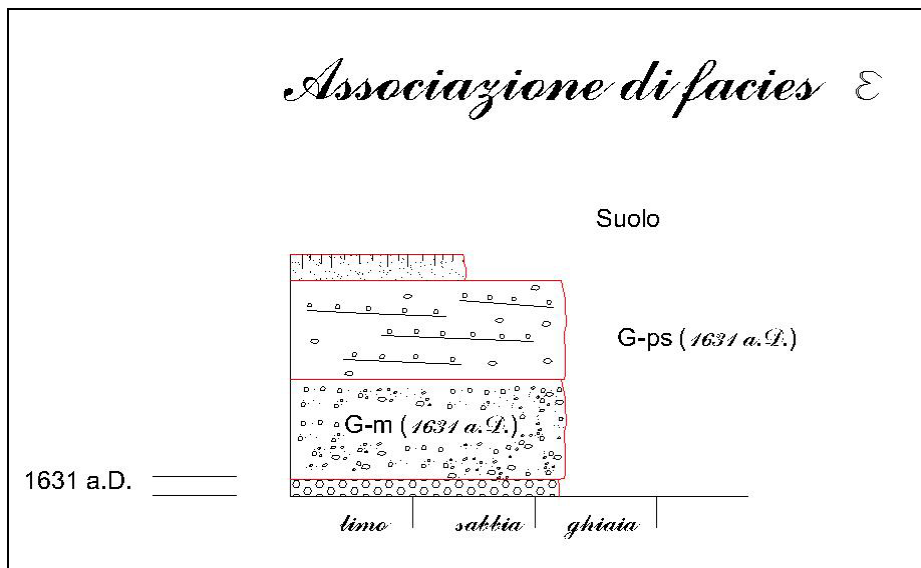 Associazione di facies ε
Suolo
G-ps (1631 a.D.)
G-m (1631 a.D.)
1631 a.D.
limo sabbia ghiaia